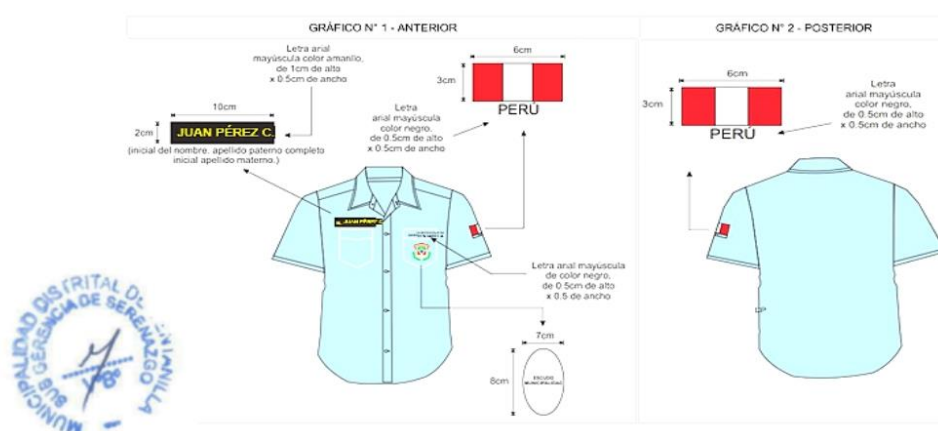 GRÁFICO N° 1 - ANTERIOR
Letra arial
mayúscula color amarillo,
de 1cm de alto
x 0.5cm de ancho
10cm
2cm
JUAN PÉREZ C.
(inicial del nombre, apellido paterno completo
inicial apellido materno.)
Letra
arial mayúscula
color negro,
de 0.5cm de alto
x 0.5cm de ancho
6cm
3cm
PERÚ
JUAN PÉREZ
Letra arial mayúscula
de color negro,
de 0.5cm de alto
x 0.5 de ancho
7cm
8cm
GRÁFICO N° 2 - POSTERIOR
6cm
3cm
PERÚ
Letra
arial mayúscula
color negro,
de 0.5cm de alto
x 0.5cm de ancho
MUNICIPALIDAD DISTRITAL DE
SUB GERENCIA DE SERENAZGO